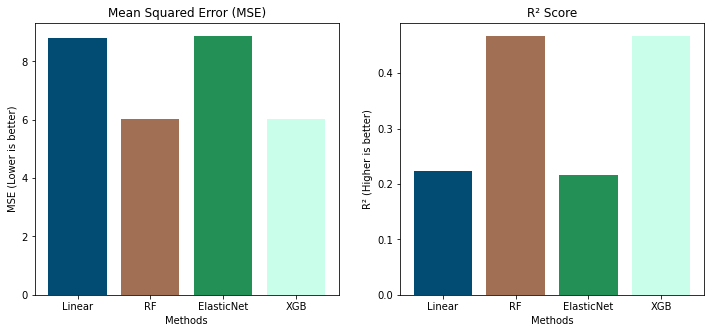 Mean Squared Error (MSE)
MSE (Lower is better)
8
6
4
2
0
Linear RF ElasticNet XGB
Methods
R² Score
R² (Higher is better)
0.4
0.3
0.2
0.1
0.0
Linear RF ElasticNet XGB
Methods